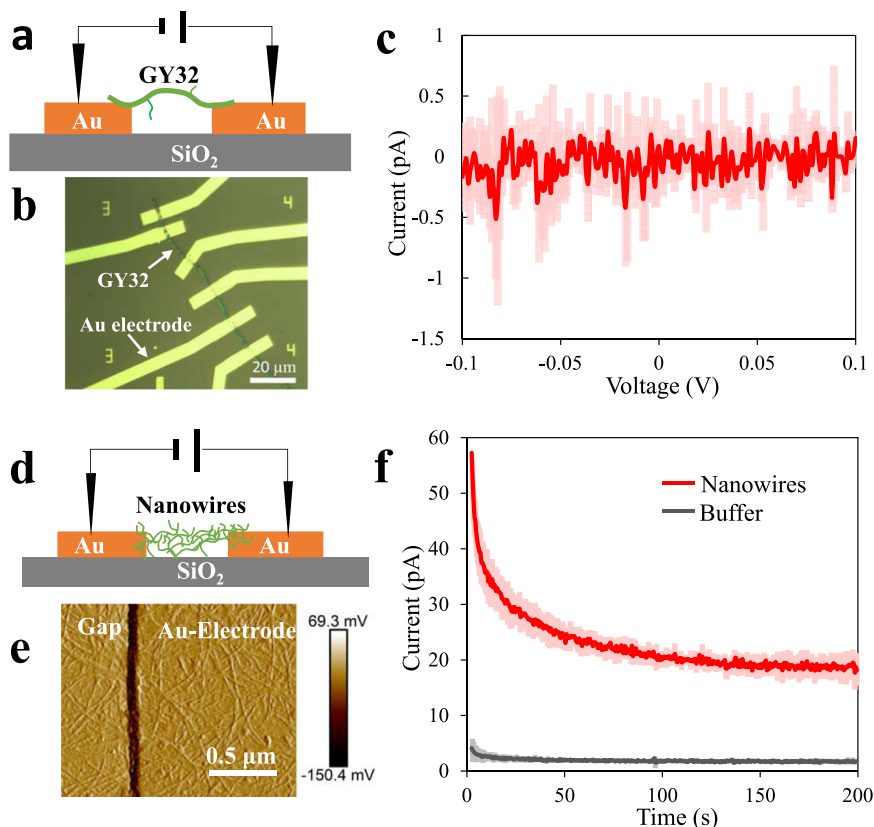 a
GY32
Au
Au
SiO2
b
3
4
GY32
Au electrode
3
4
20 µm
c
Current (pA)
1
0.5
0
-0.5
-1
-1.5
-0.1
-0.05
0
0.05
0.1
Voltage (V)
d
Nanowires
Au
Au
SiO2
e
Gap
Au-Electrode
0.5 µm
69.3 mV
-150.4 mV
f
Current (pA)
60
50
40
30
20
10
0
Nanowires
Buffer
0
50
100
150
200
Time (s)